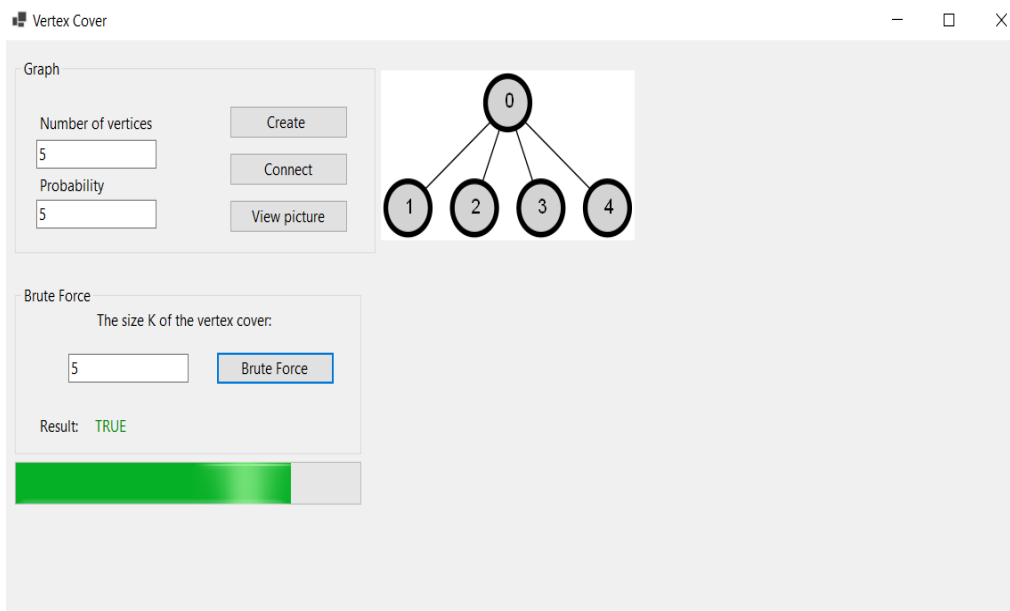 Vertex Cover
Graph
Number of vertices
Create
5
Connect
Probability
5
View picture
0
1 2 3 4
Brute Force
The size K of the vertex cover:
5
Brute Force
Result: TRUE